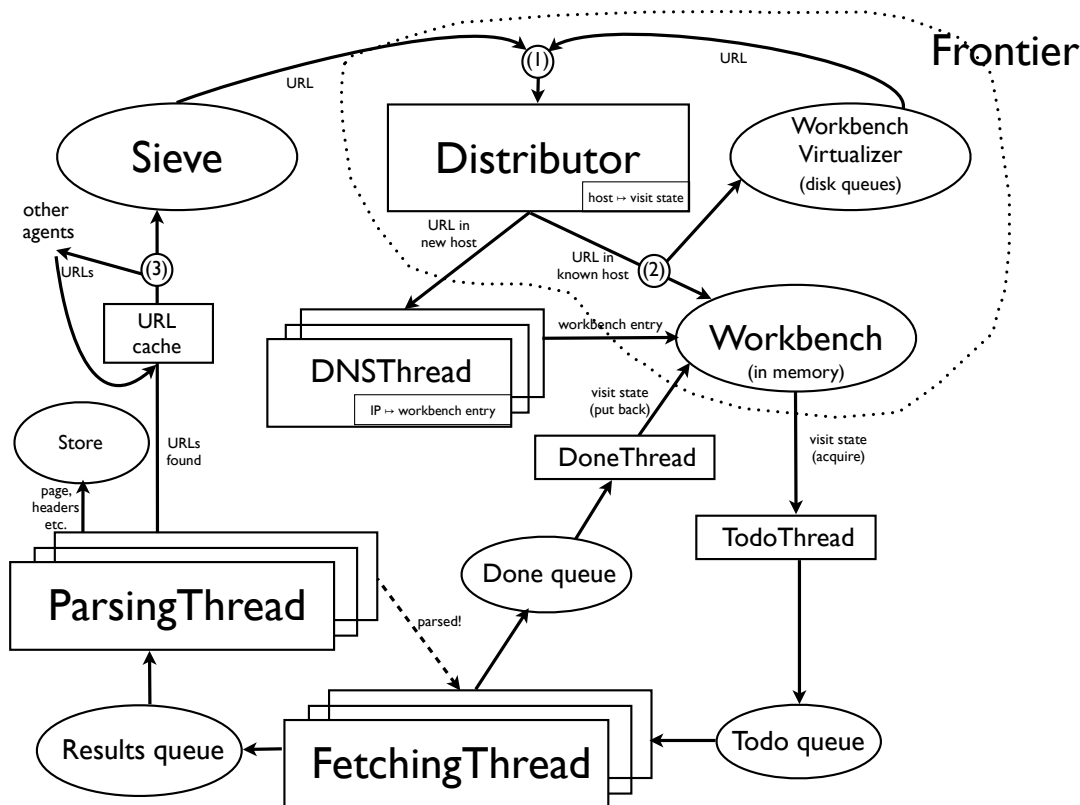 Frontier
(1)
URL
URL
Sieve
Distributor
host ↦ visit state
Workbench
Virtualizer
(disk queues)
other
agents
URLs
(3)
URL in
new host
URL in
known host
(2)
URL
cache
workbench entry
Workbench
(in memory)
DNSThread
IP ↦ workbench entry
visit state
(put back)
Store
URLs
found
DoneThread
visit state
(acquire)
page,
headers
etc.
TodoThread
Done queue
ParsingThread
parsed!
Results queue
FetchingThread
Todo queue